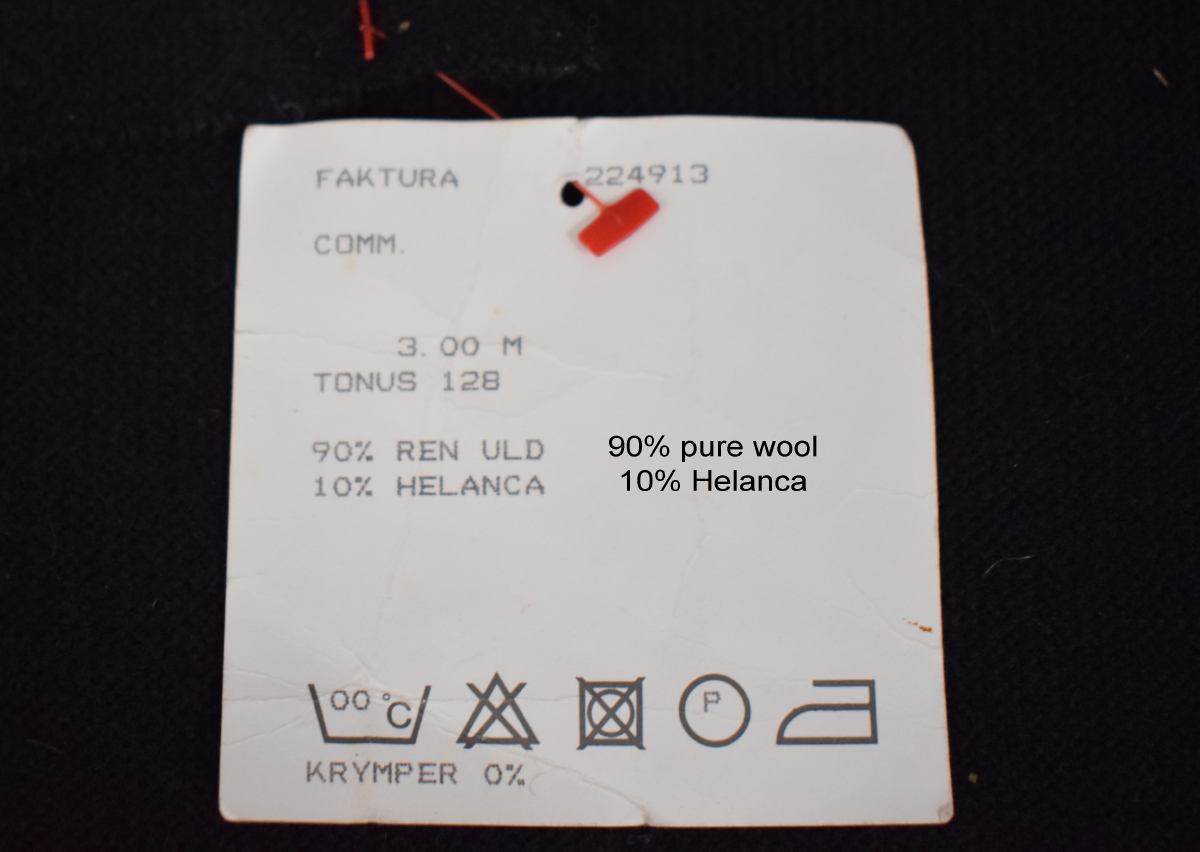 FAKTURA 224913
COMM.
3.00 M
TONUS 128
90% REN ULD
10% HELANCA
90% pure wool
10% Helanca
00 °C
P
KRYMPER 0%